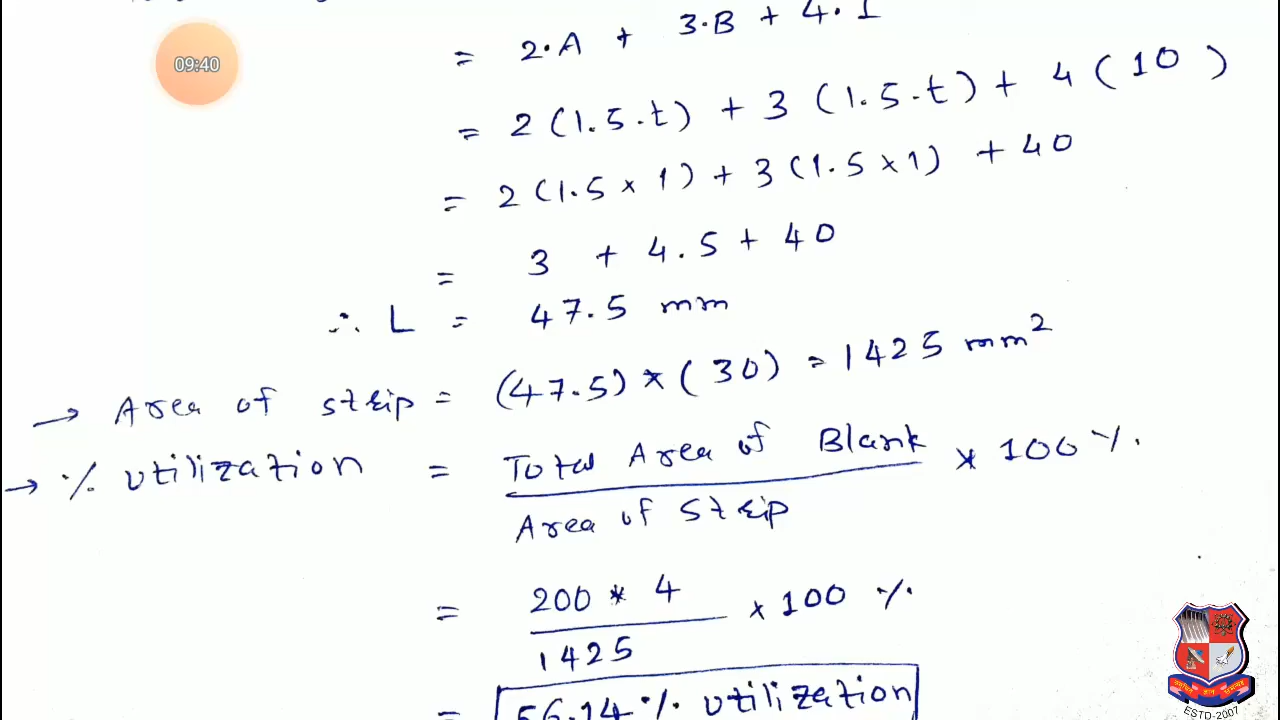 09:40
= 2·A + 3·B + 4·I
= 2 (1.5·t) + 3 (1.5·t) + 4 (10)
= 2 (1.5 × 1) + 3 (1.5 × 1) + 40
= 3 + 4.5 + 40
∴ L = 47.5 mm
→ Area of strip = (47.5) * (30) = 1425 mm²
→ % utilization = Total Area of Blank * 100 %
Area of strip
= 200 * 4 × 100 %
1425
= 56.14 % utilization
ESTD-2007